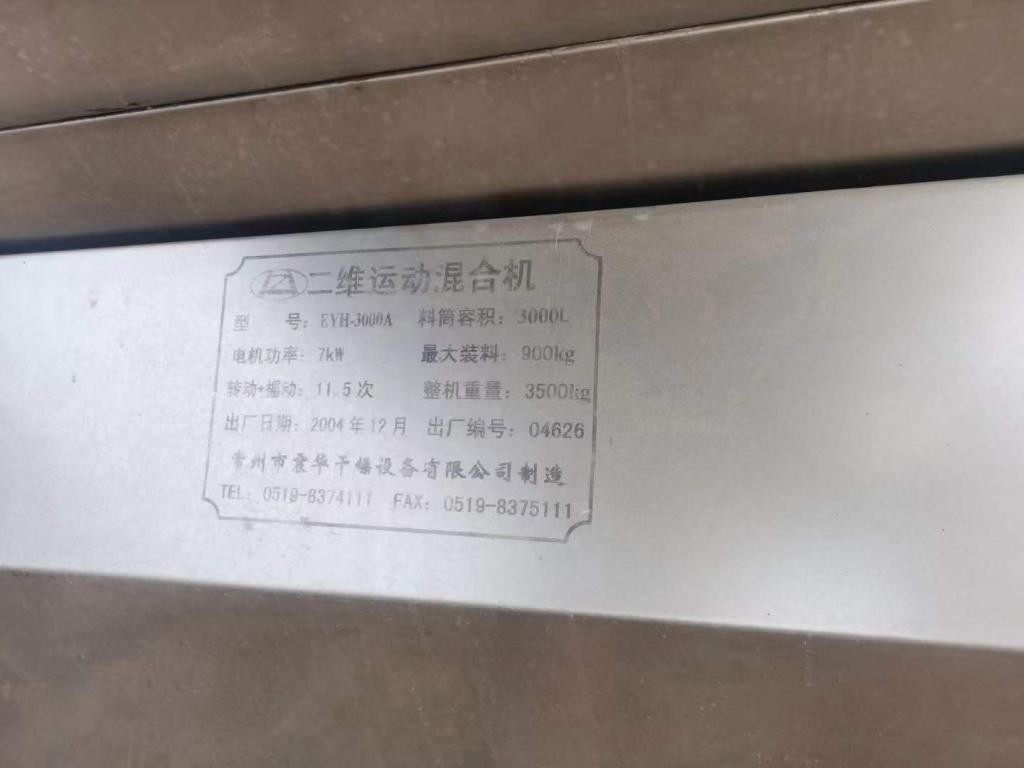 二维运动混合机
型 号：EYH-3000A 料筒容积：3000L
电机功率：7kW 最大装料：900kg
转动+摇动：11.5次 整机重量：3500kg
出厂日期：2004年12月 出厂编号：04626
常州市震华干燥设备有限公司制造
TEL：0519-8374111 FAX：0519-8375111